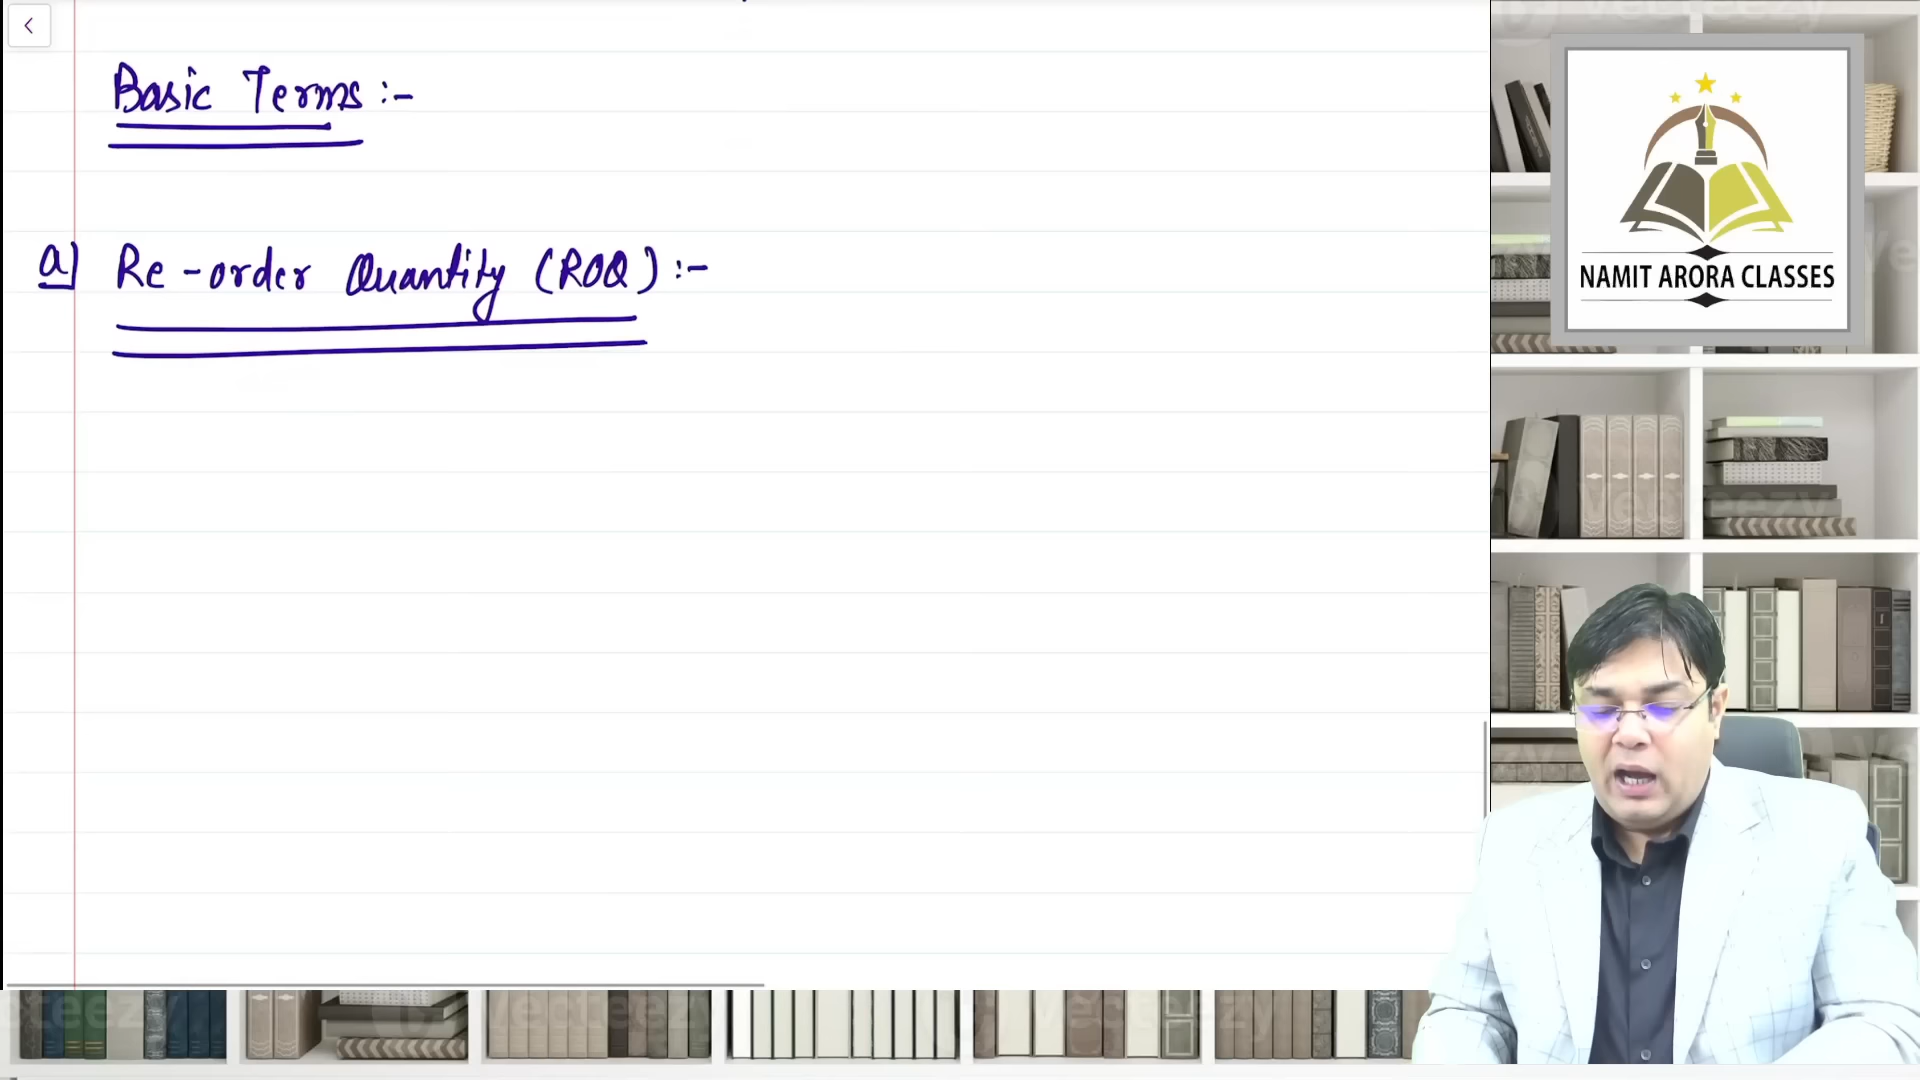 Basic Terms :-
a] Re-order Quantity (ROQ) :-
NAMIT ARORA CLASSES